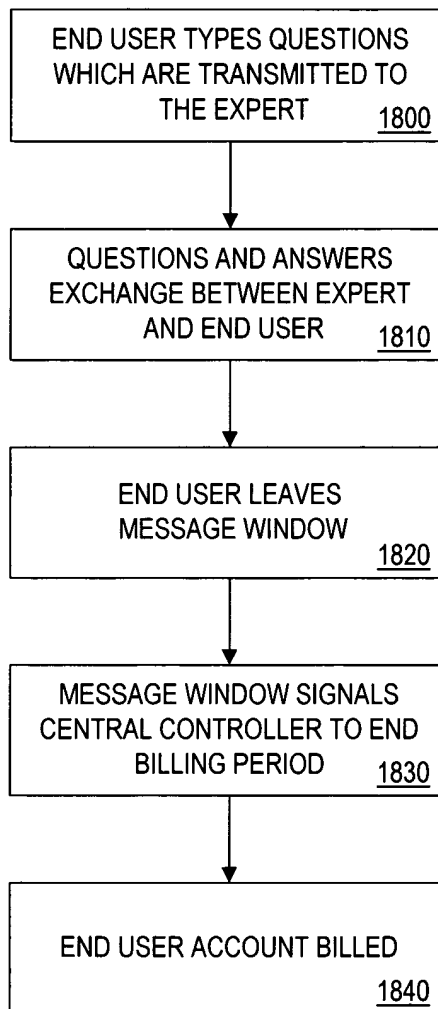 END USER TYPES QUESTIONS
WHICH ARE TRANSMITTED TO
THE EXPERT
1800
QUESTIONS AND ANSWERS
EXCHANGE BETWEEN EXPERT
AND END USER
1810
END USER LEAVES
MESSAGE WINDOW
1820
MESSAGE WINDOW SIGNALS
CENTRAL CONTROLLER TO END
BILLING PERIOD
1830
END USER ACCOUNT BILLED
1840